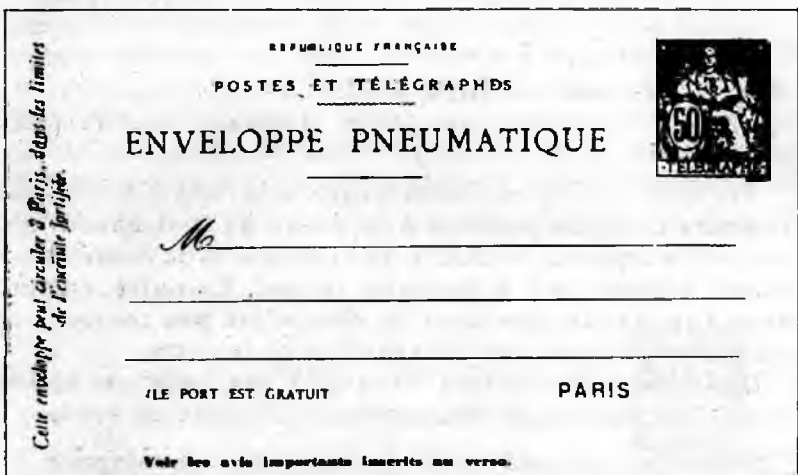 RÉPUBLIQUE FRANÇAISE
POSTES ET TÉLÉGRAPHES
ENVELOPPE PNEUMATIQUE
50
TELEGRAPHE
M
LE PORT EST GRATUIT
PARIS
Voir les avis importants inscrits au verso.
Cette enveloppe peut circuler à Paris, dans les limites
de l'enceinte fortifiée.